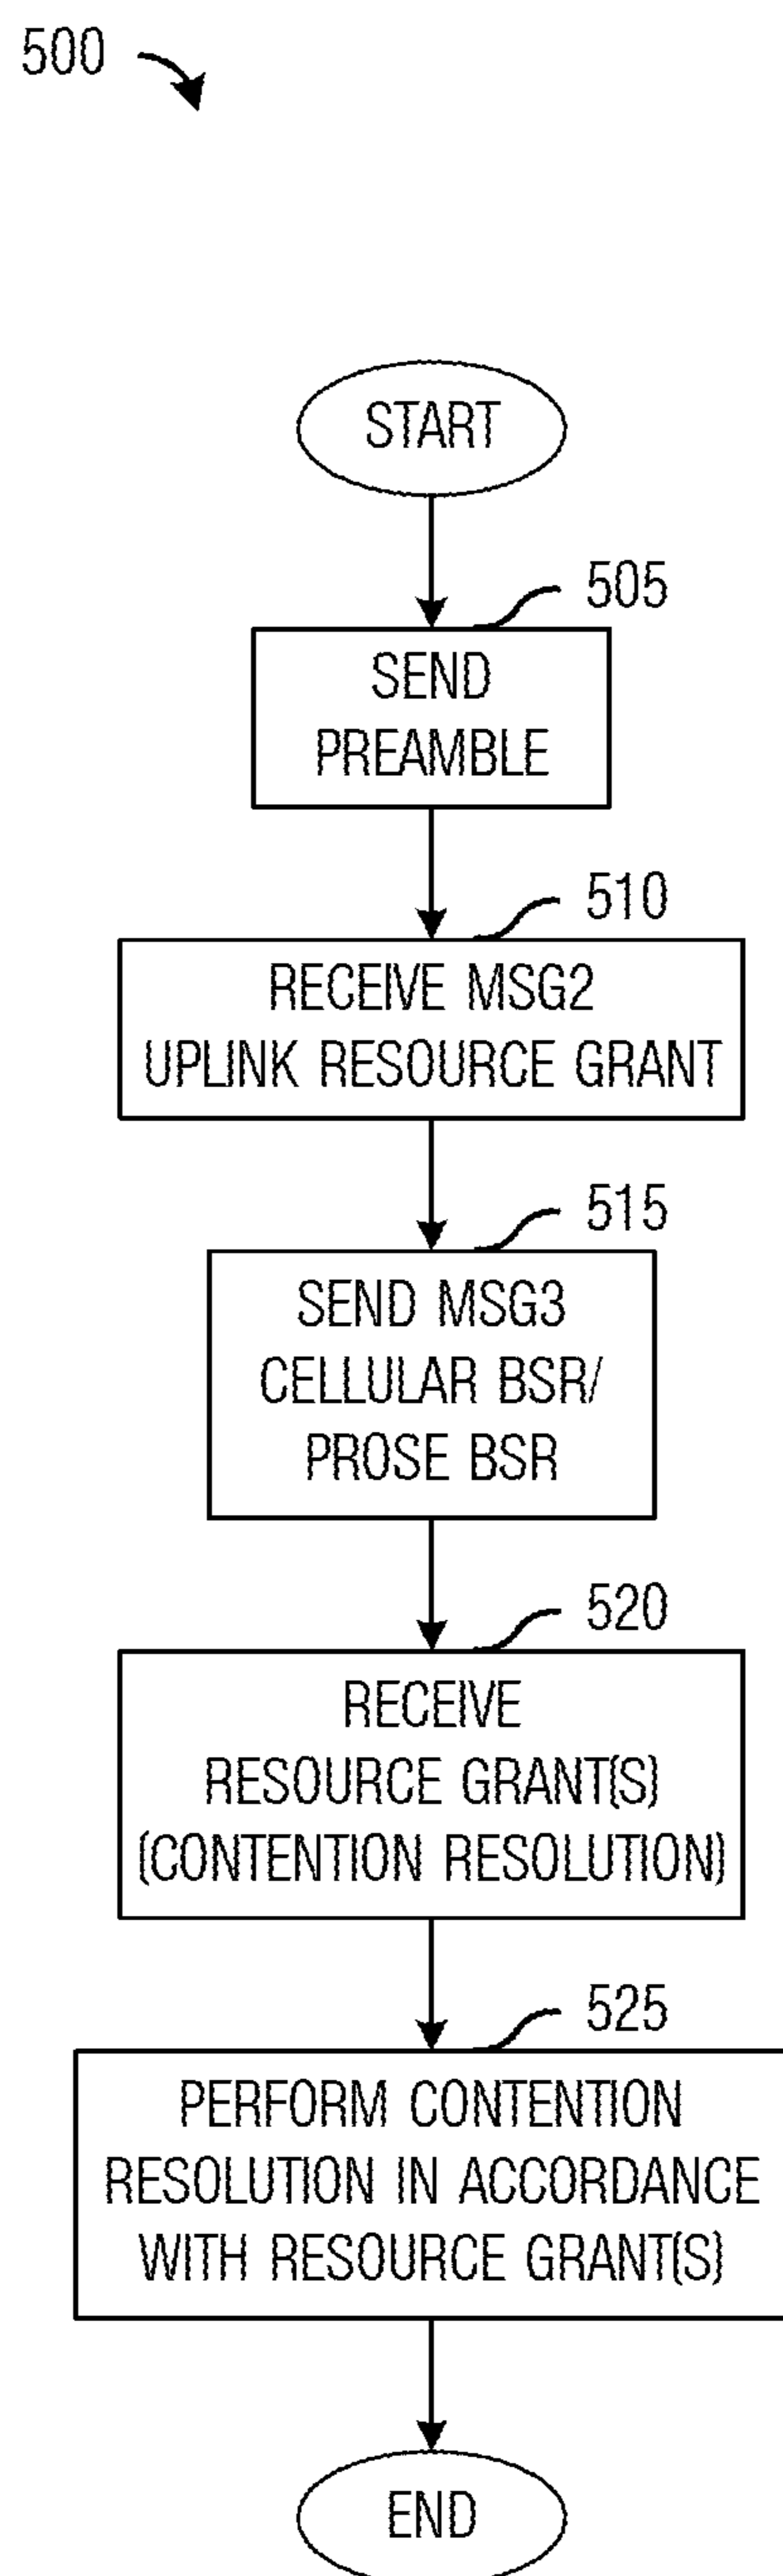 500
START
505
SEND
PREAMBLE
510
RECEIVE MSG2
UPLINK RESOURCE GRANT
515
SEND MSG3
CELLULAR BSR/
PROSE BSR
520
RECEIVE
RESOURCE GRANT(S)
(CONTENTION RESOLUTION)
525
PERFORM CONTENTION
RESOLUTION IN ACCORDANCE
WITH RESOURCE GRANT(S)
END